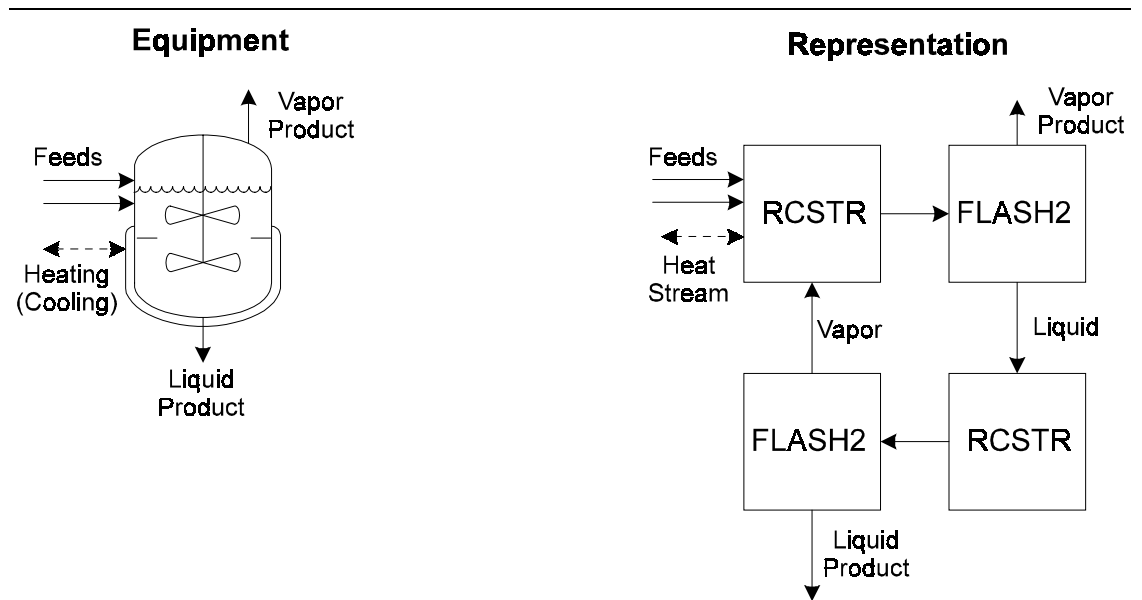 Equipment
Vapor
Product
Feeds
Heating
(Cooling)
Liquid
Product
Representation
Vapor
Product
Feeds
RCSTR
FLASH2
Heat
Stream
Vapor
Liquid
FLASH2
RCSTR
Liquid
Product